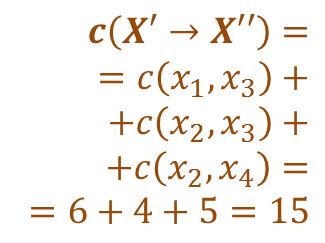 c(X′ → X′′) =
= c(x₁, x₃) +
+c(x₂, x₃) +
+c(x₂, x₄) =
= 6 + 4 + 5 = 15